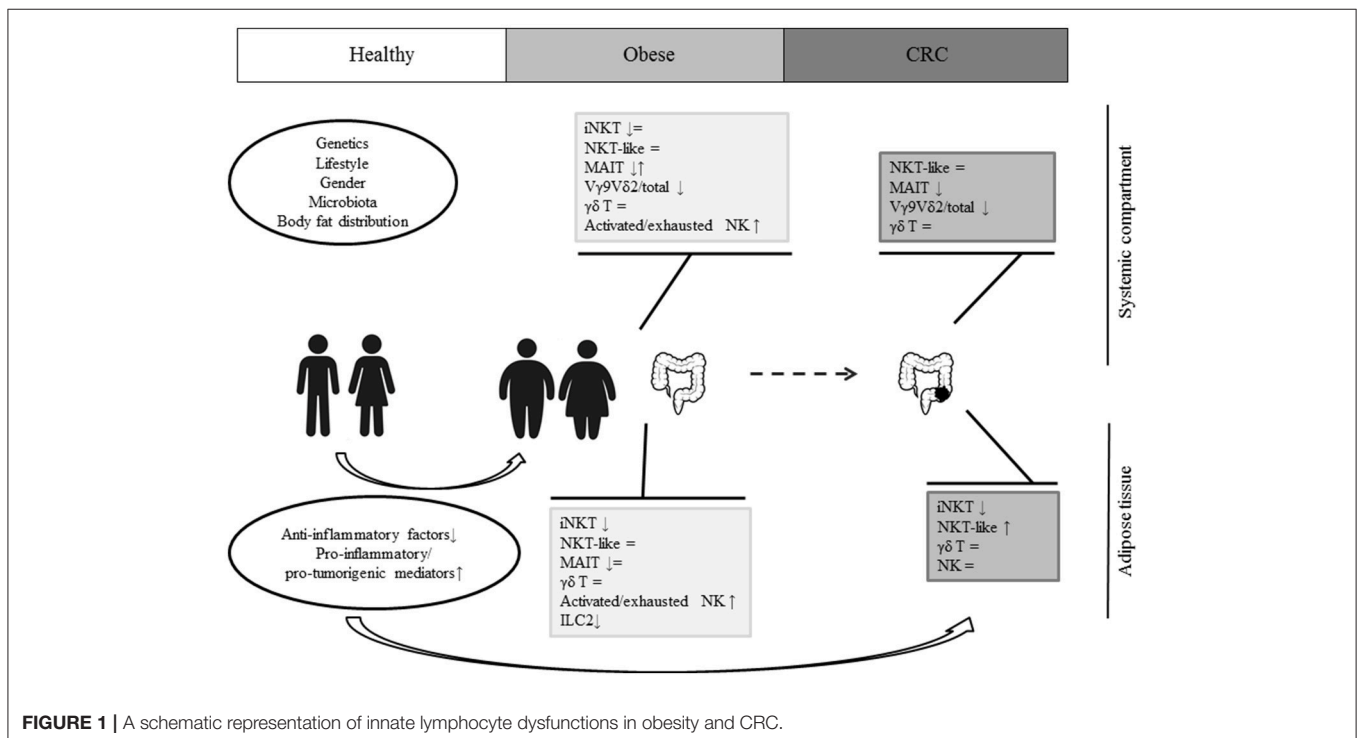 Healthy
Obese
CRC
Genetics
Lifestyle
Gender
Microbiota
Body fat distribution
iNKT ↓=
NKT-like =
MAIT ↓↑
Vγ9Vδ2/total ↓
γδ T =
Activated/exhausted NK ↑
NKT-like =
MAIT ↓
Vγ9Vδ2/total ↓
γδ T =
Systemic compartment
Anti-inflammatory factors↓
Pro-inflammatory/
pro-tumorigenic mediators↑
iNKT ↓
NKT-like =
MAIT ↓=
γδ T =
Activated/exhausted NK ↑
ILC2↓
iNKT ↓
NKT-like ↑
γδ T =
NK =
Adipose tissue
FIGURE 1 | A schematic representation of innate lymphocyte dysfunctions in obesity and CRC.